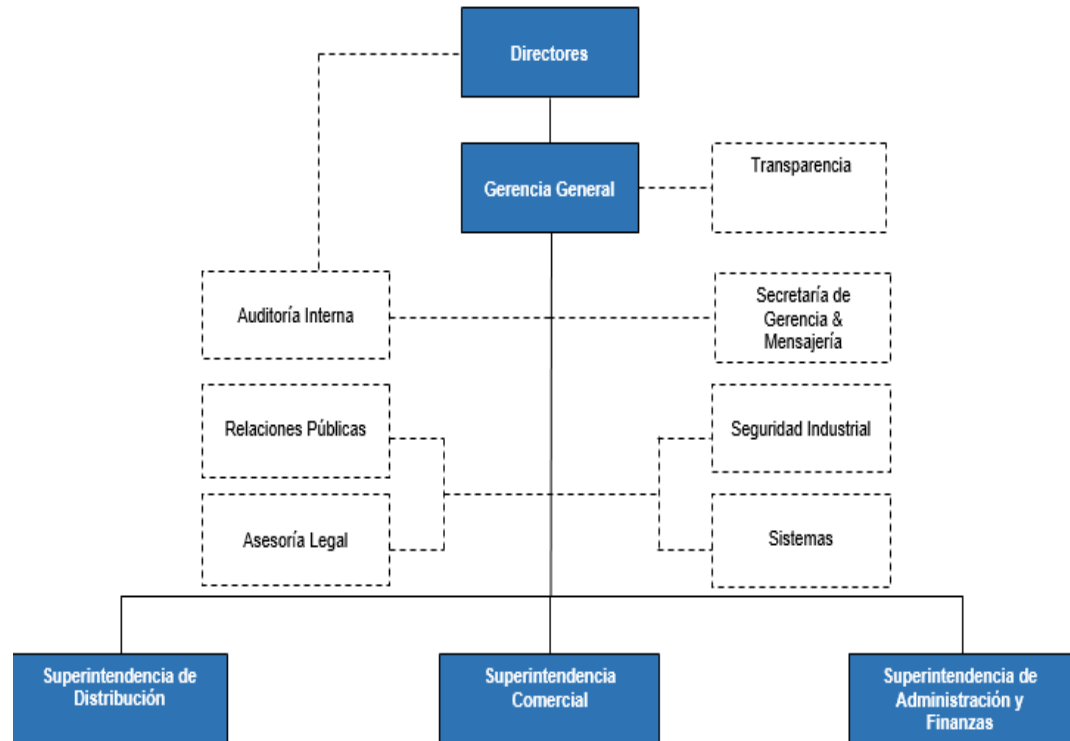 Directores
Gerencia General
Transparencia
Auditoría Interna
Secretaría de
Gerencia &
Mensajería
Relaciones Públicas
Seguridad Industrial
Asesoría Legal
Sistemas
Superintendencia de
Distribución
Superintendencia
Comercial
Superintendencia de
Administración y
Finanzas